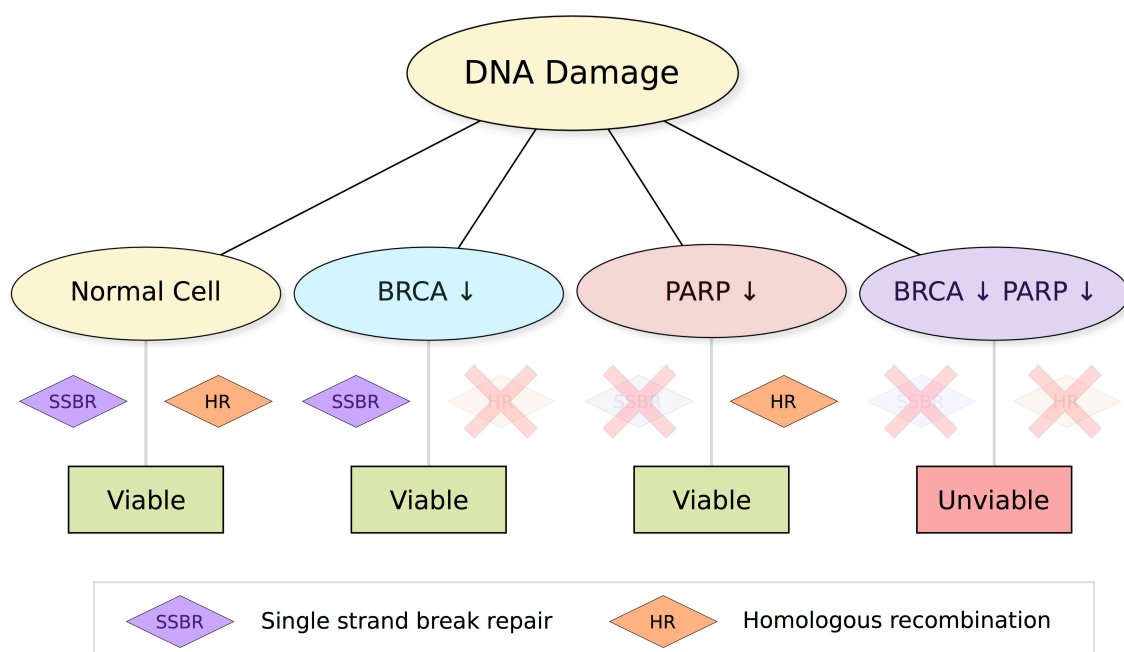 DNA Damage
Normal Cell
BRCA ↓
PARP ↓
BRCA ↓ PARP ↓
SSBR
HR
SSBR
HR
SSBR
HR
SSBR
HR
Viable
Viable
Viable
Unviable
SSBR
Single strand break repair
HR
Homologous recombination